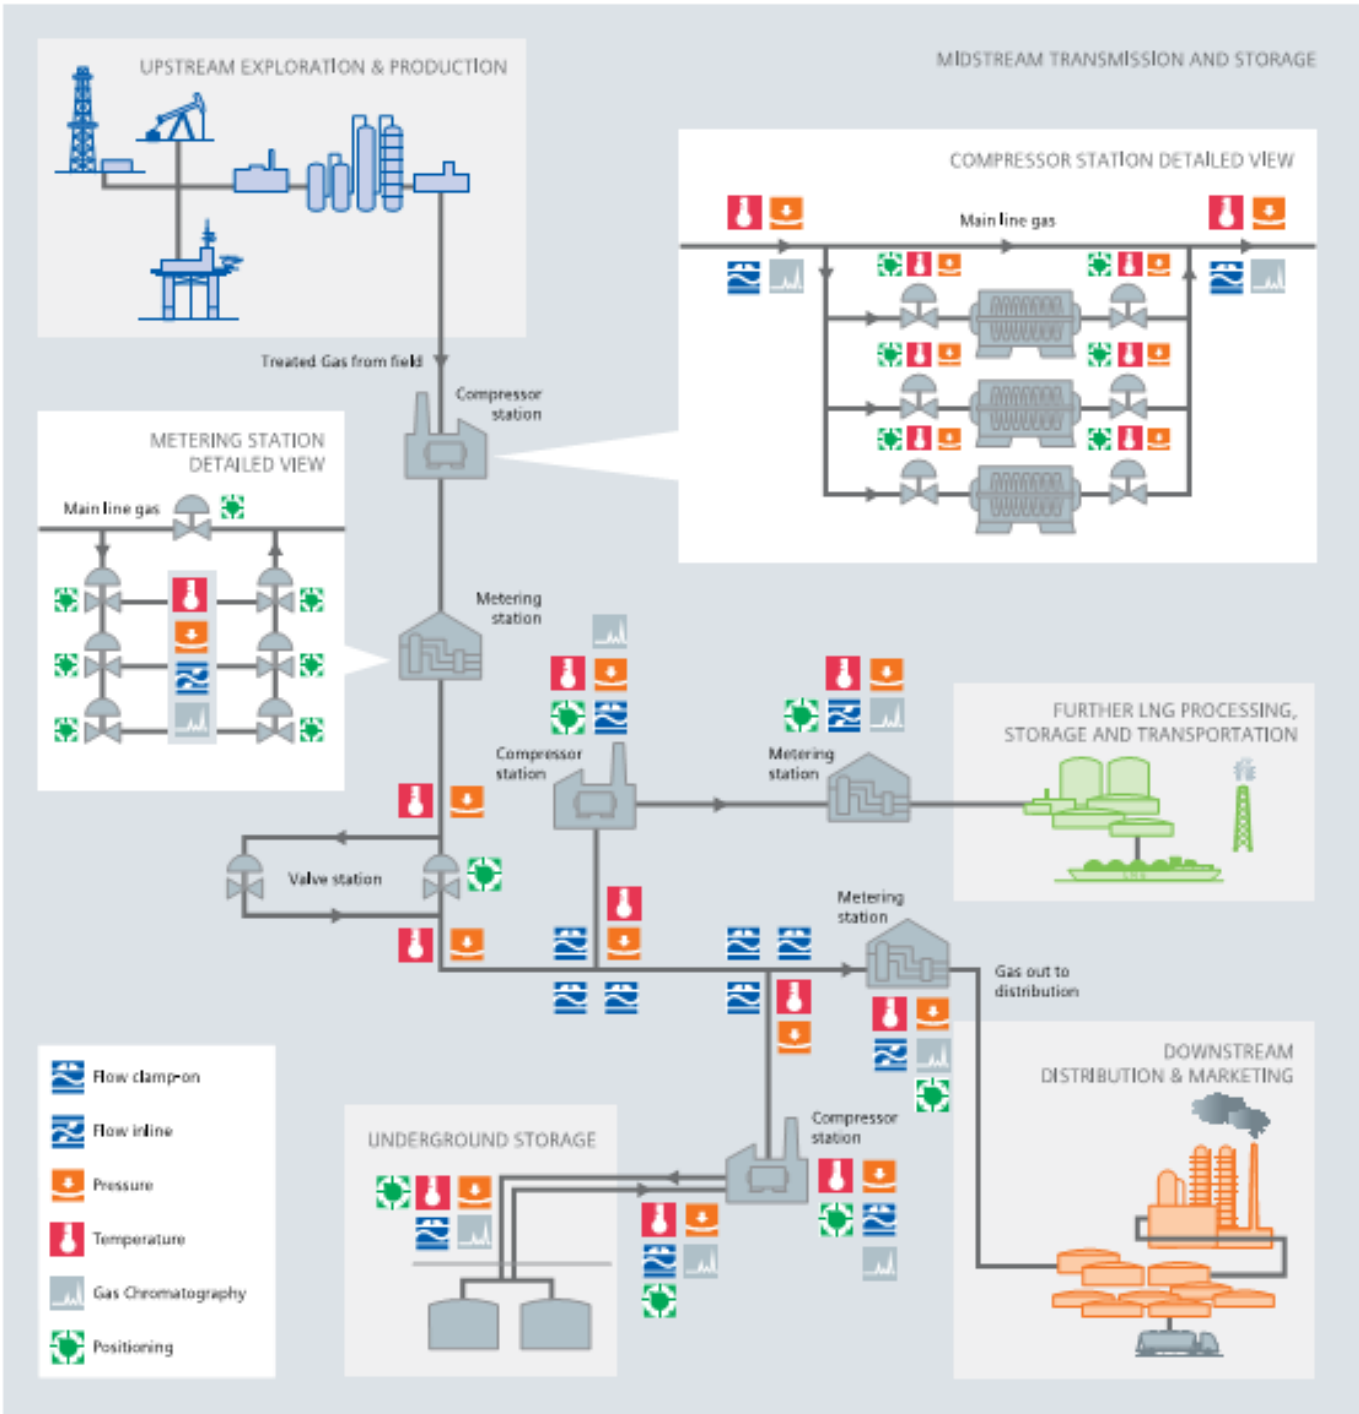 UPSTREAM EXPLORATION & PRODUCTION
MIDSTREAM TRANSMISSION AND STORAGE
COMPRESSOR STATION DETAILED VIEW
Main line gas
Treated Gas from field
Compressor
station
METERING STATION
DETAILED VIEW
Main line gas
Metering
station
Compressor
station
Metering
station
FURTHER LNG PROCESSING,
STORAGE AND TRANSPORTATION
LNG
Valve station
Metering
station
Gas out to
distribution
DOWNSTREAM
DISTRIBUTION & MARKETING
Flow clamp-on
Flow inline
Pressure
Temperature
Gas Chromatography
Positioning
UNDERGROUND STORAGE
Compressor
station